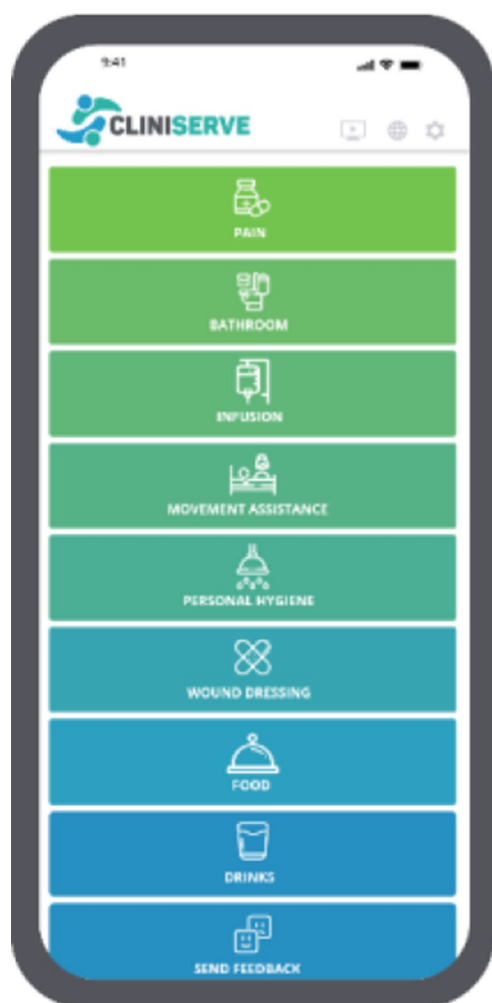 9:41
CLINISERVE
PAIN
BATHROOM
INFUSION
MOVEMENT ASSISTANCE
PERSONAL HYGIENE
WOUND DRESSING
FOOD
DRINKS
SEND FEEDBACK